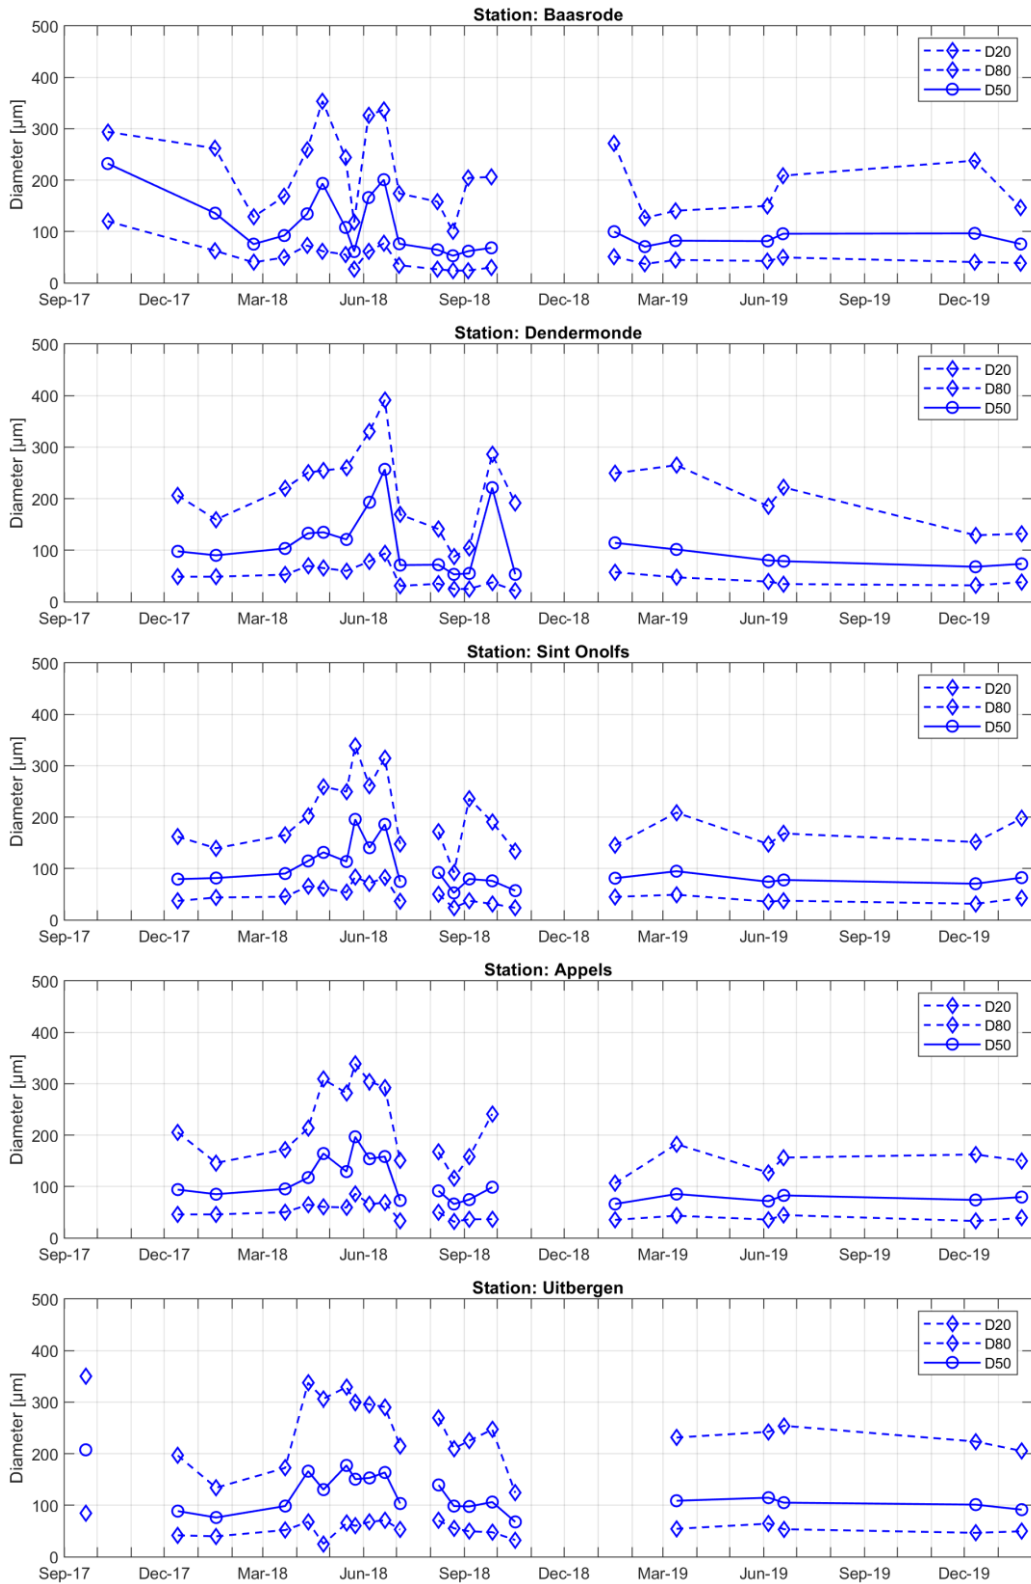 Station: Baasrode
500
400
300
200
100
0
Diameter [µm]
D20
D80
D50
Sep-17 Dec-17 Mar-18 Jun-18 Sep-18 Dec-18 Mar-19 Jun-19 Sep-19 Dec-19
Station: Dendermonde
500
400
300
200
100
0
Diameter [µm]
D20
D80
D50
Sep-17 Dec-17 Mar-18 Jun-18 Sep-18 Dec-18 Mar-19 Jun-19 Sep-19 Dec-19
Station: Sint Onolfs
500
400
300
200
100
0
Diameter [µm]
D20
D80
D50
Sep-17 Dec-17 Mar-18 Jun-18 Sep-18 Dec-18 Mar-19 Jun-19 Sep-19 Dec-19
Station: Appels
500
400
300
200
100
0
Diameter [µm]
D20
D80
D50
Sep-17 Dec-17 Mar-18 Jun-18 Sep-18 Dec-18 Mar-19 Jun-19 Sep-19 Dec-19
Station: Uitbergen
500
400
300
200
100
0
Diameter [µm]
D20
D80
D50
Sep-17 Dec-17 Mar-18 Jun-18 Sep-18 Dec-18 Mar-19 Jun-19 Sep-19 Dec-19